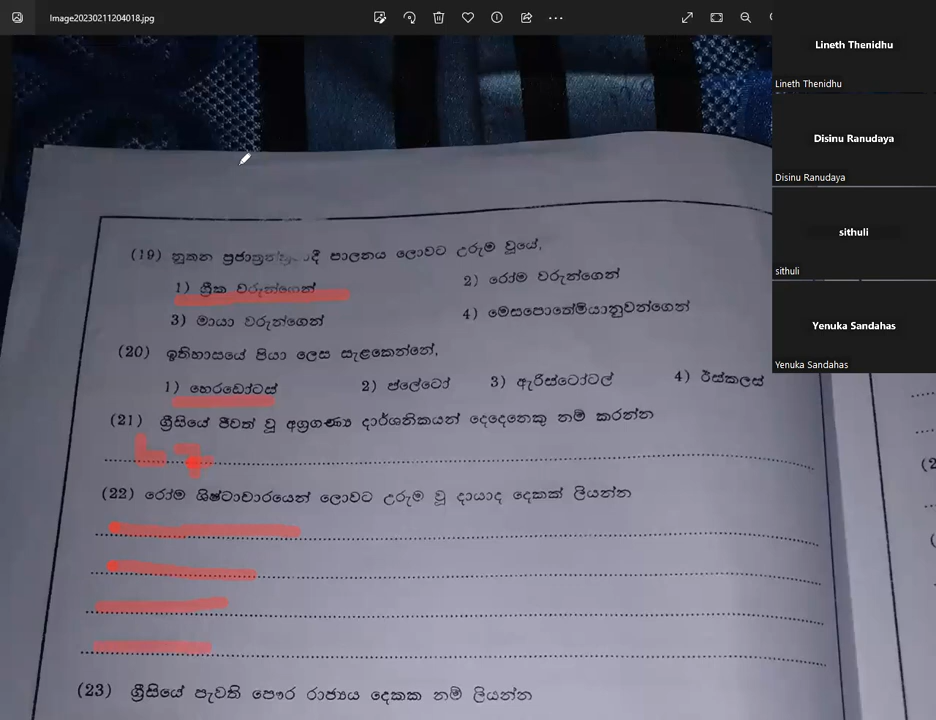 Image20230211204018.jpg
Lineth Thenidhu
Lineth Thenidhu
Disinu Ranudaya
Disinu Ranudaya
sithuli
sithuli
Yenuka Sandahas
Yenuka Sandahas
(19) නූතන පාලනය ලොවට උරුම වූයේ,
1) ග්‍රීක වරුන්ගෙන්
2) රෝම වරුන්ගෙන්
3) මායා වරුන්ගෙන්
4) මෙසපොතේමියානුවන්ගෙන්
(20) ඉතිහාසයේ පියා ලෙස සැළකෙන්නේ,
1) හෙරඩෝටස් 2) ප්ලේටෝ 3) ඇරිස්ටෝටල් 4) ඊස්කලස්
(21) ග්‍රීසියේ ජීවත් වූ අග්‍රගණ්‍ය දාර්ශනිකයන් දෙදෙනෙකු නම් කරන්න
(22) රෝම ශිෂ්ටාචාරයෙන් ලොවට උරුම වූ දායාද දෙකක් ලියන්න
(23) ග්‍රීසියේ පැවති පෞර රාජ්‍යය දෙකක නම් ලියන්න